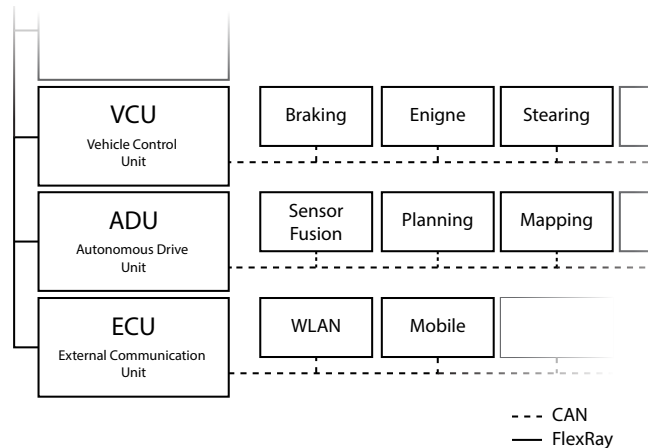 VCU
Vehicle Control
Unit
Braking
Enigne
Stearing
ADU
Autonomous Drive
Unit
Sensor
Fusion
Planning
Mapping
ECU
External Communication
Unit
WLAN
Mobile
CAN
FlexRay